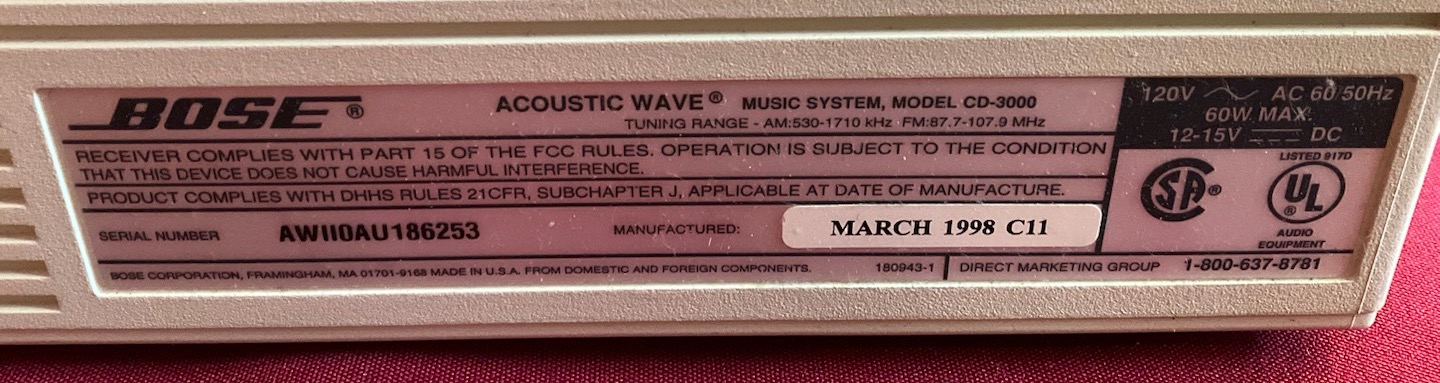 BOSE®
ACOUSTIC WAVE® MUSIC SYSTEM, MODEL CD-3000
TUNING RANGE - AM:530-1710 kHz FM:87.7-107.9 MHz
RECEIVER COMPLIES WITH PART 15 OF THE FCC RULES. OPERATION IS SUBJECT TO THE CONDITION
THAT THIS DEVICE DOES NOT CAUSE HARMFUL INTERFERENCE.
PRODUCT COMPLIES WITH DHHS RULES 21CFR, SUBCHAPTER J, APPLICABLE AT DATE OF MANUFACTURE.
SERIAL NUMBER AWII0AU186253 MANUFACTURED: MARCH 1998 C11
BOSE CORPORATION, FRAMINGHAM, MA 01701-9168 MADE IN U.S.A. FROM DOMESTIC AND FOREIGN COMPONENTS. 180943-1 DIRECT MARKETING GROUP 1-800-637-8781
120V ~ AC 60/50Hz
60W MAX.
12-15V ⎓ DC
SA®
LISTED 917D
UL®
AUDIO
EQUIPMENT